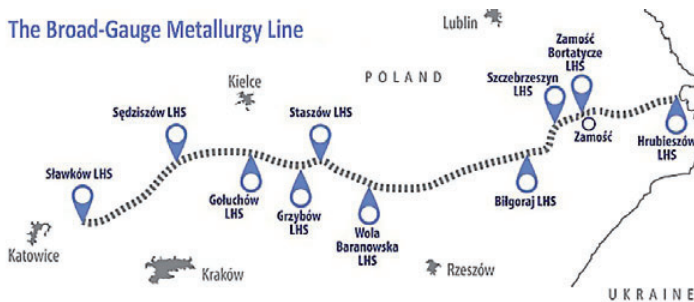 The Broad-Gauge Metallurgy Line
Lublin
Zamość
Bortatycze
LHS
Kielce
POLAND
Szczebrzeszyn
LHS
Sędziszów LHS
Staszów LHS
Zamość
Hrubieszów
LHS
Sławków LHS
Gołuchów
LHS
Grzybów
LHS
Biłgoraj LHS
Wola
Baranowska
LHS
Katowice
Kraków
Rzeszów
UKRAINE